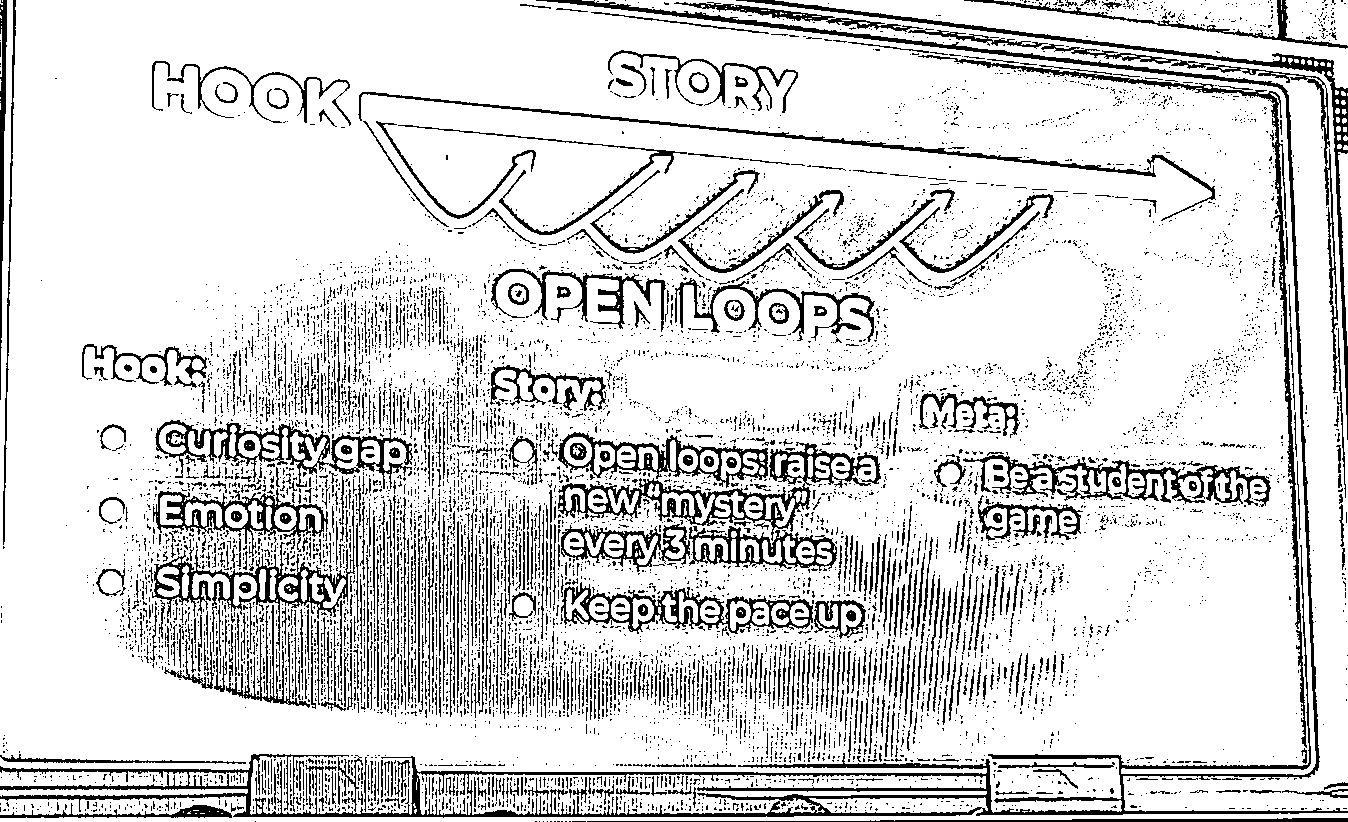 HOOK
STORY
OPEN LOOPS
Hook:
Curiosity gap
Emotion
Simplicity
Story:
Open loops: raise a
new "mystery"
every 3 minutes
Keep the pace up
Meta:
Be a student of the
game